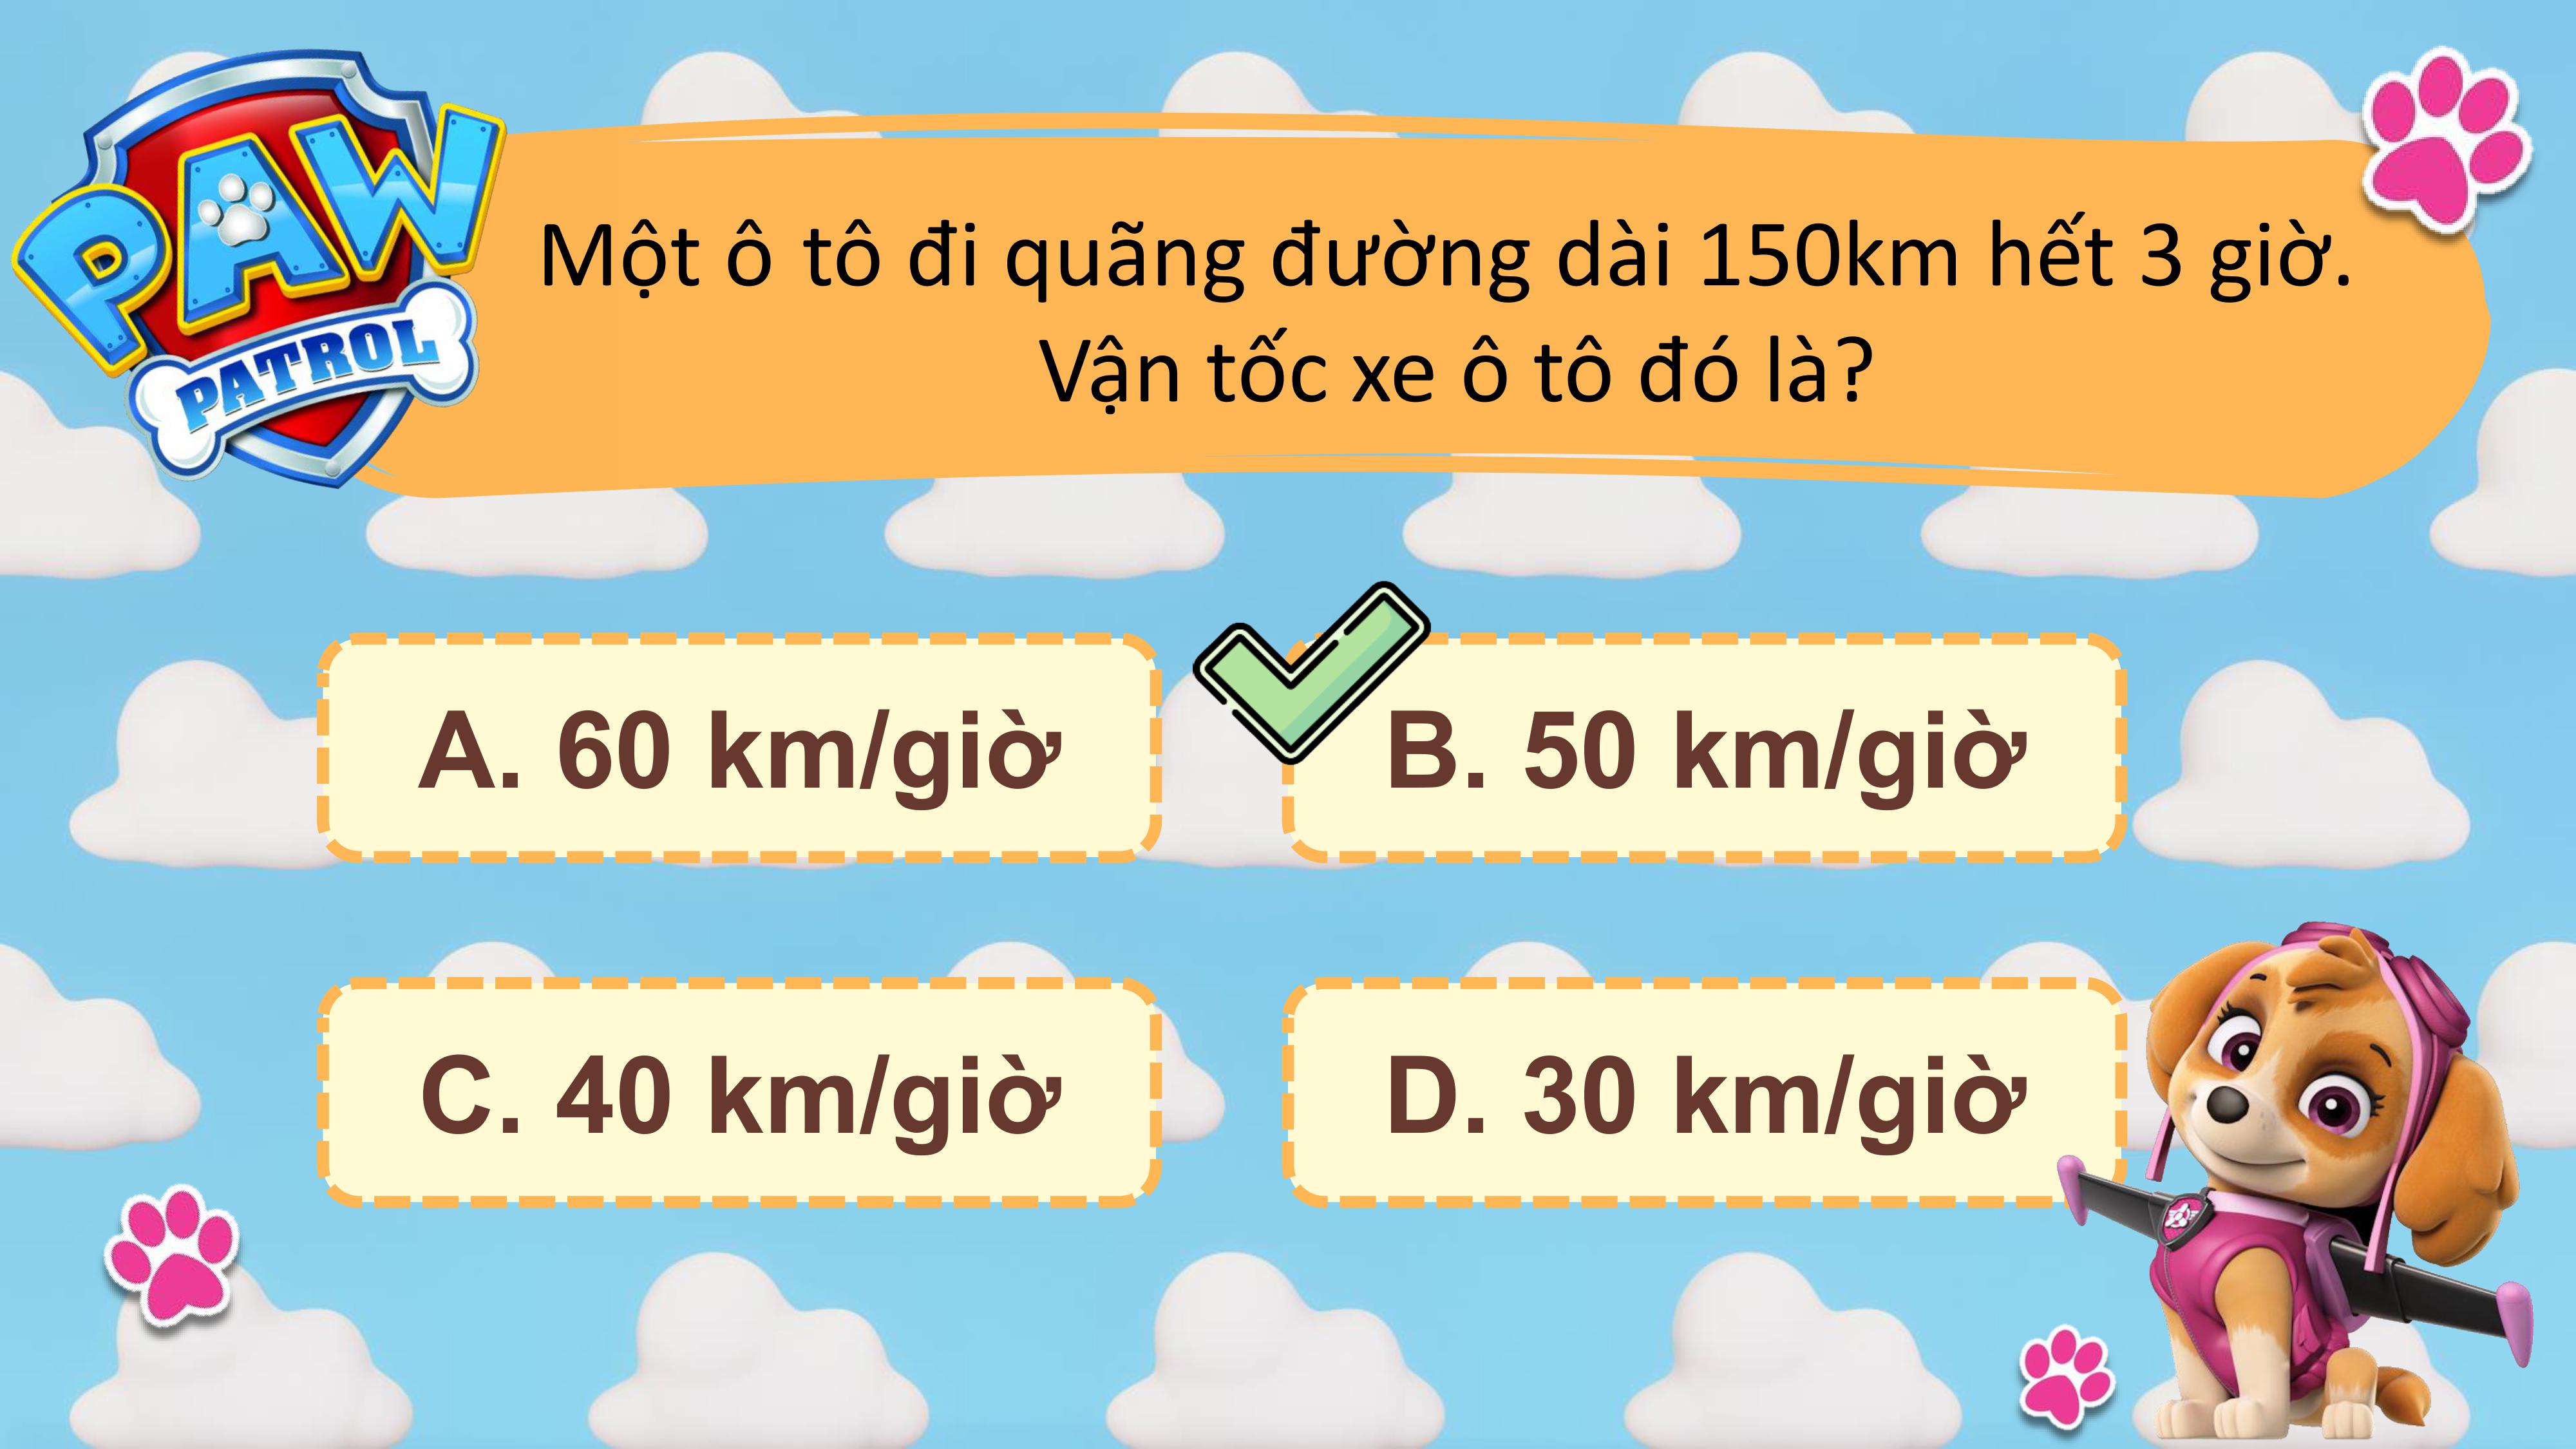 PAW
PATROL
Một ô tô đi quãng đường dài 150km hết 3 giờ.
Vận tốc xe ô tô đó là?
A. 60 km/giờ
B. 50 km/giờ
C. 40 km/giờ
D. 30 km/giờ